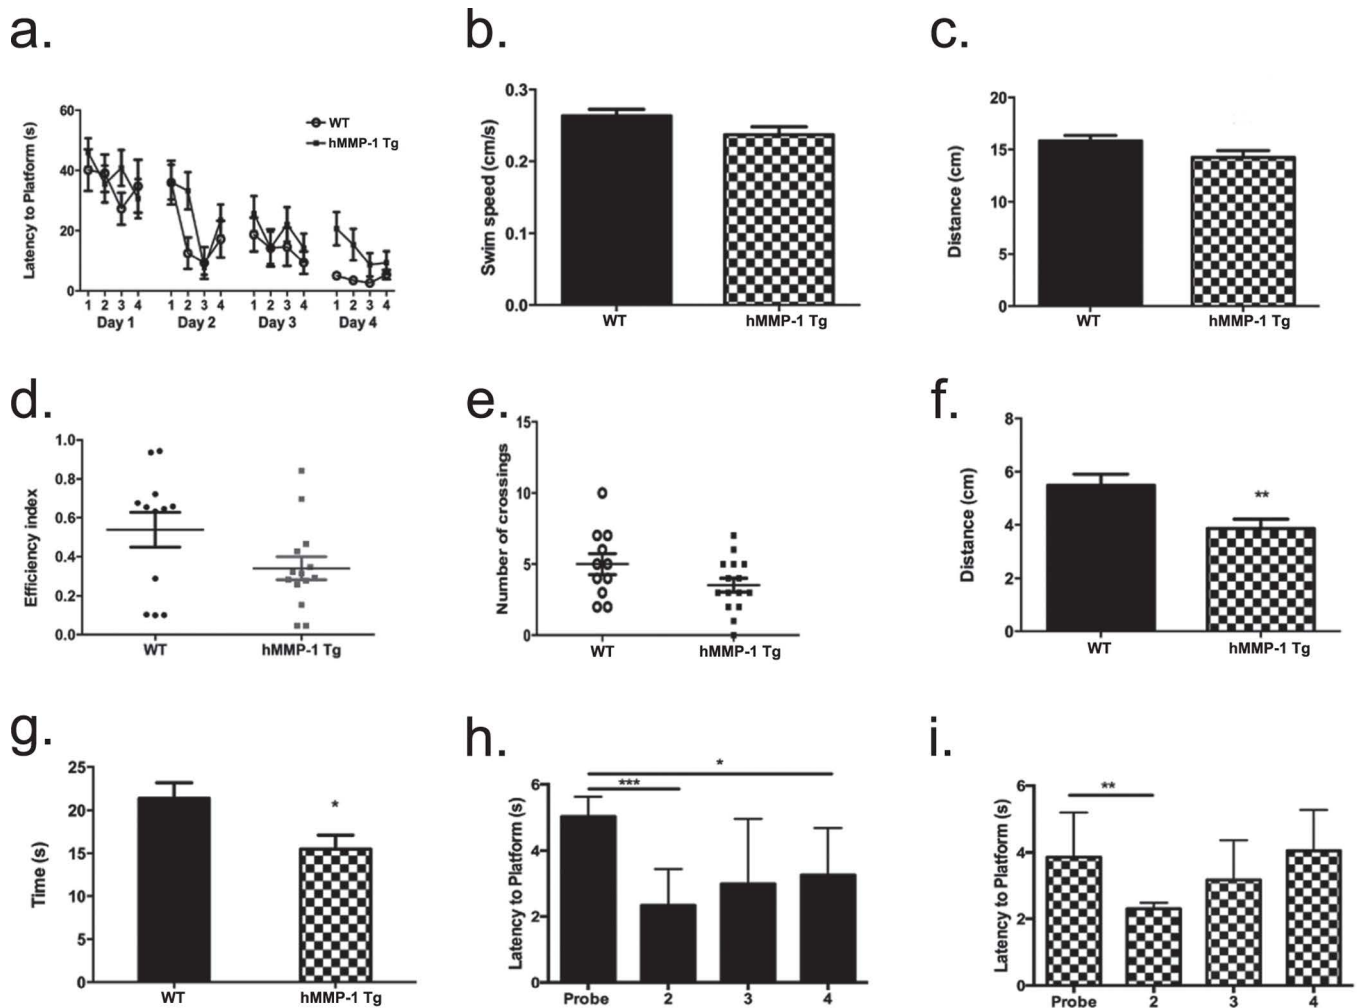 a.
b.
c.
Latency to Platform (s)
60
40
20
0
WT
hMMP-1 Tg
1 2 3 4 1 2 3 4 1 2 3 4 1 2 3 4
Day 1 Day 2 Day 3 Day 4
Swim speed (cm/s)
0.3
0.2
0.1
0.0
WT hMMP-1 Tg
Distance (cm)
20
15
10
5
0
WT hMMP-1 Tg
d.
e.
f.
Efficiency index
1.0
0.8
0.6
0.4
0.2
0.0
WT hMMP-1 Tg
Number of crossings
15
10
5
0
WT hMMP-1 Tg
Distance (cm)
8
6
4
2
0
**
WT hMMP-1 Tg
g.
h.
i.
Time (s)
25
20
15
10
5
0
*
WT hMMP-1 Tg
Latency to Platform (s)
6
4
2
0
*
***
Probe 2 3 4
Latency to Platform (s)
6
4
2
0
**
Probe 2 3 4